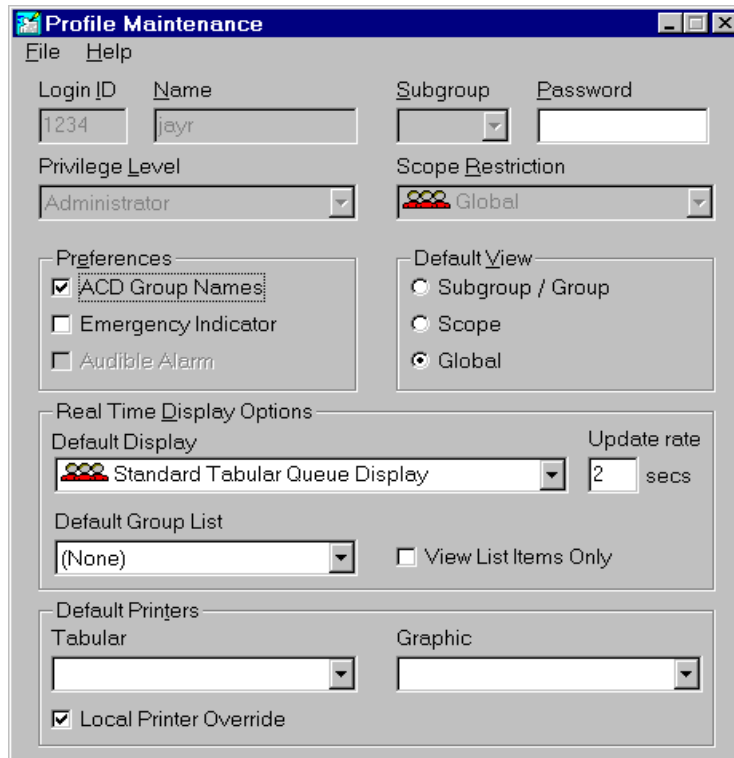 Profile Maintenance
File Help
Login ID Name Subgroup Password
1234 jayr
Privilege Level Scope Restriction
Administrator Global
Preferences Default View
ACD Group Names Subgroup / Group
Emergency Indicator Scope
Audible Alarm Global
Real Time Display Options
Default Display Update rate
Standard Tabular Queue Display 2 secs
Default Group List
(None) View List Items Only
Default Printers
Tabular Graphic
Local Printer Override